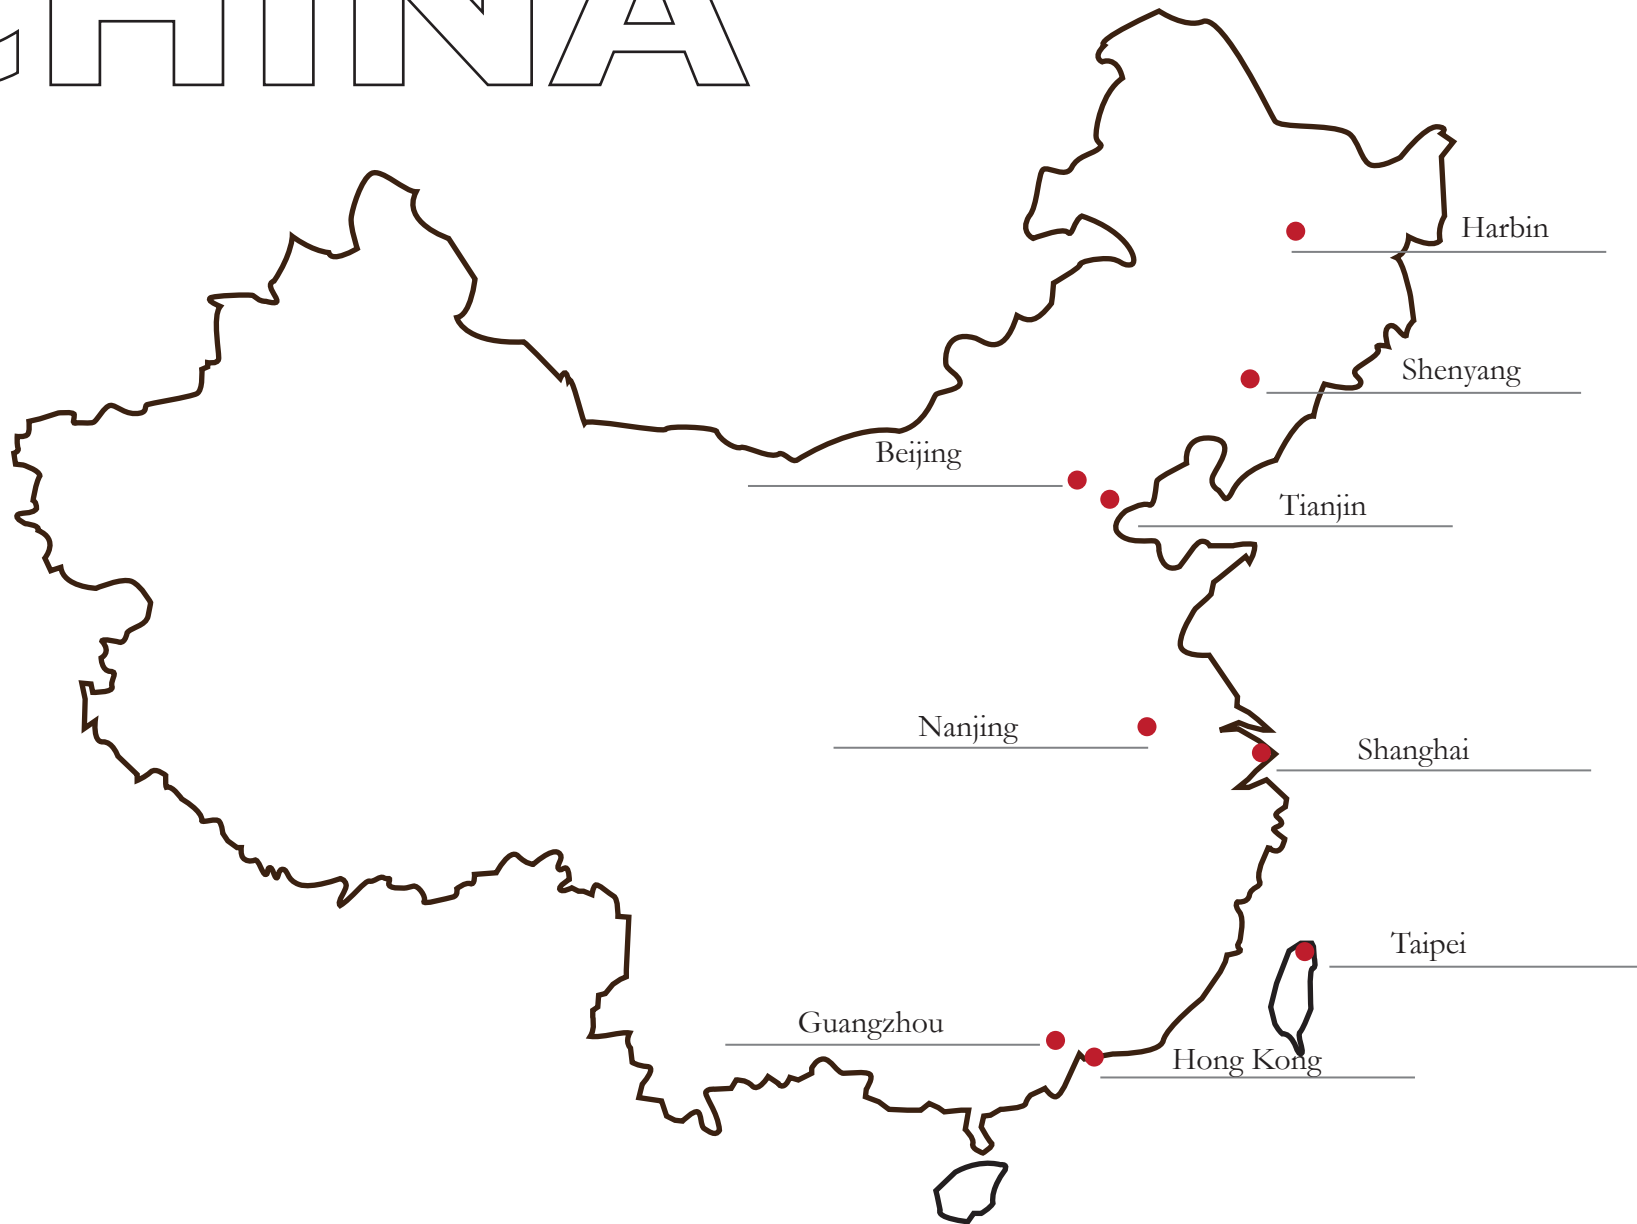 CHINA
Harbin
Shenyang
Beijing
Tianjin
Nanjing
Shanghai
Taipei
Guangzhou
Hong Kong